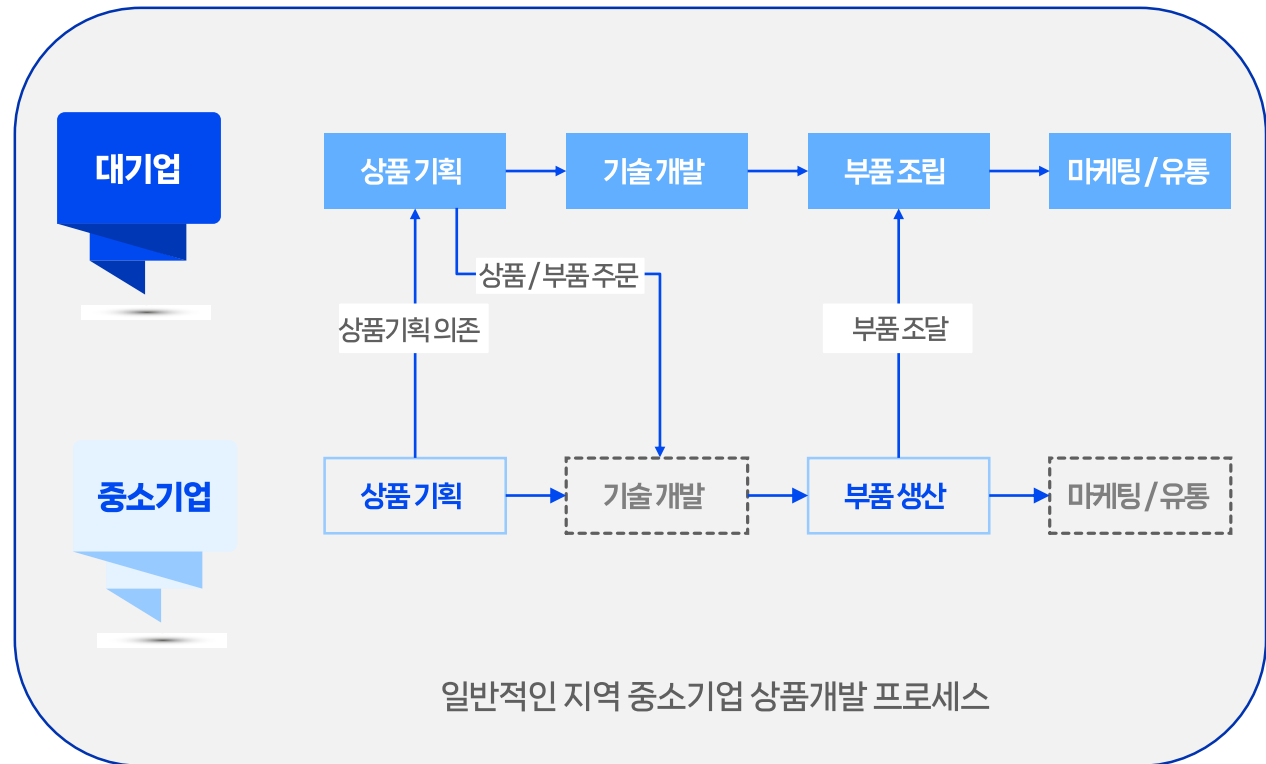 대기업
상품 기획
기술 개발
부품 조립
마케팅 / 유통
상품 / 부품 주문
상품기획 의존
부품 조달
중소기업
상품 기획
기술 개발
부품 생산
마케팅 / 유통
일반적인 지역 중소기업 상품개발 프로세스